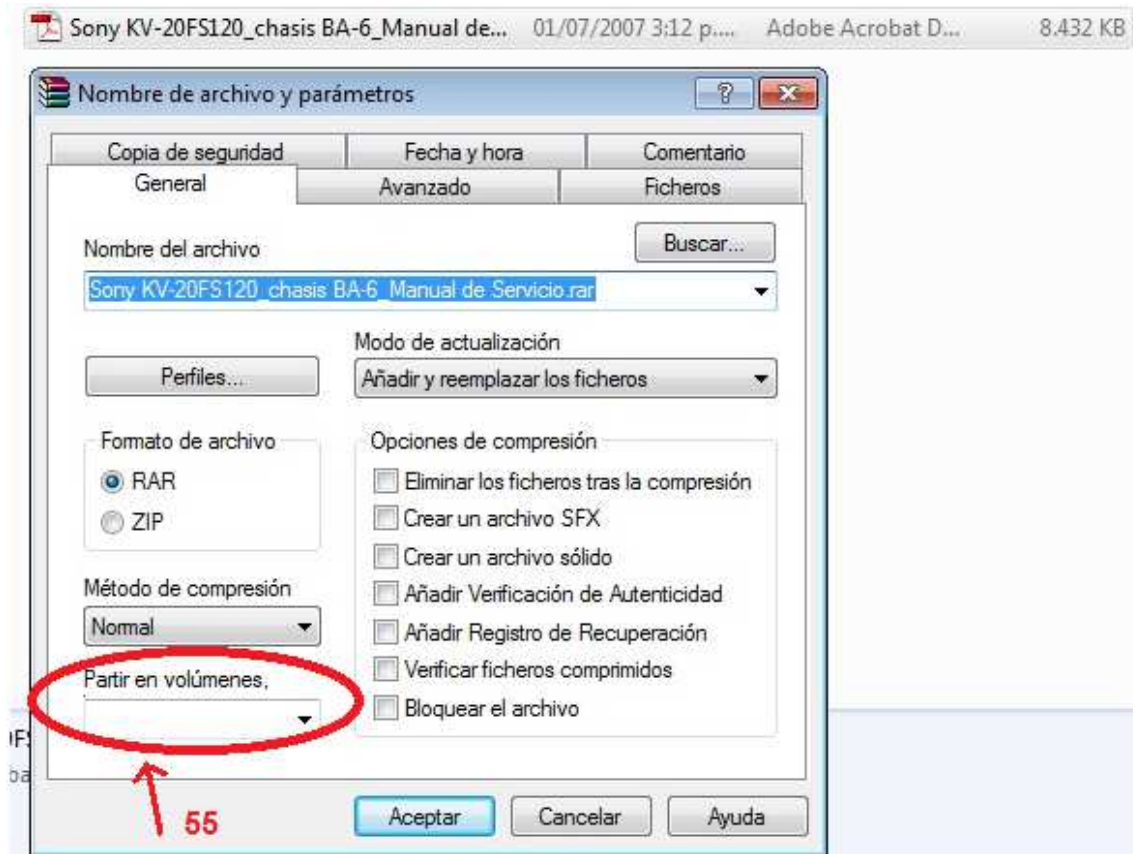 Sony KV-20FS120_chasis BA-6_Manual de... 01/07/2007 3:12 p.... Adobe Acrobat D... 8.432 KB
Nombre de archivo y parámetros
Copia de seguridad Fecha y hora Comentario
General Avanzado Ficheros
Nombre del archivo Buscar...
Sony KV-20FS120_chasis BA-6_Manual de Servicio.rar
Modo de actualización
Perfiles... Añadir y reemplazar los ficheros
Formato de archivo Opciones de compresión
RAR Eliminar los ficheros tras la compresión
ZIP Crear un archivo SFX
Crear un archivo sólido
Método de compresión Añadir Verificación de Autenticidad
Normal Añadir Registro de Recuperación
Partir en volúmenes, Verificar ficheros comprimidos
Bloquear el archivo
55 Aceptar Cancelar Ayuda